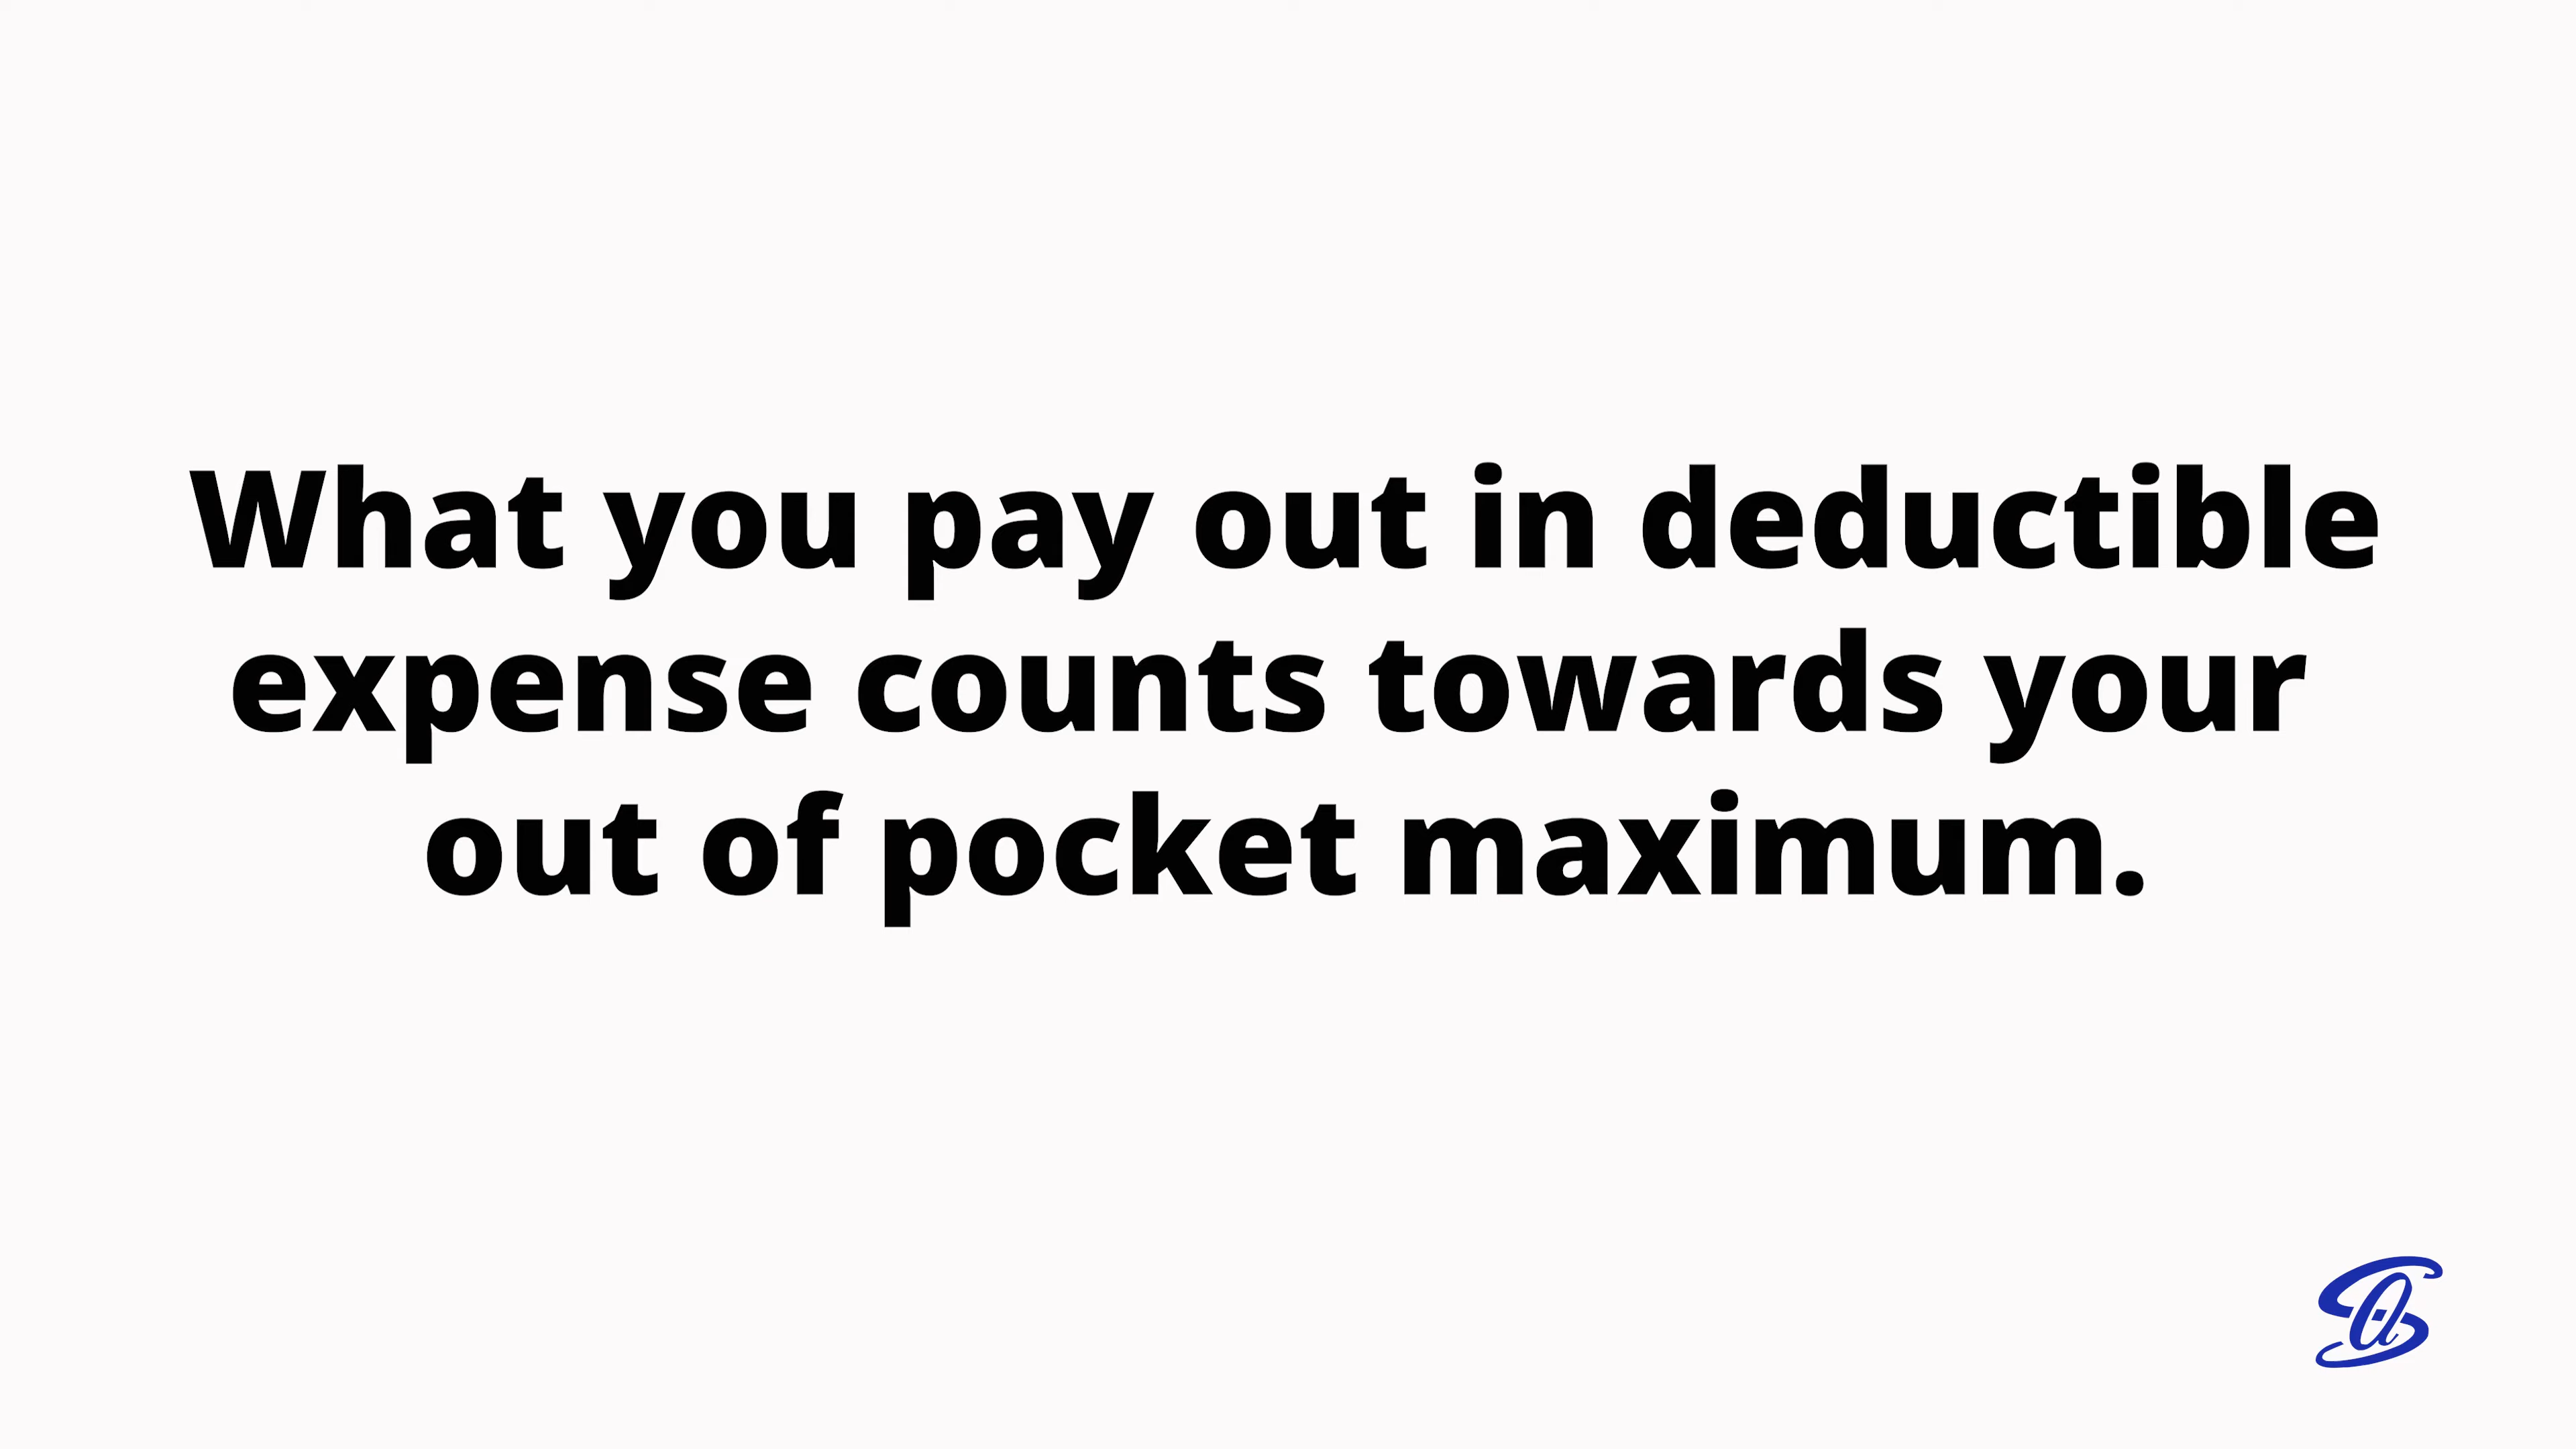 What you pay out in deductible
expense counts towards your
out of pocket maximum.